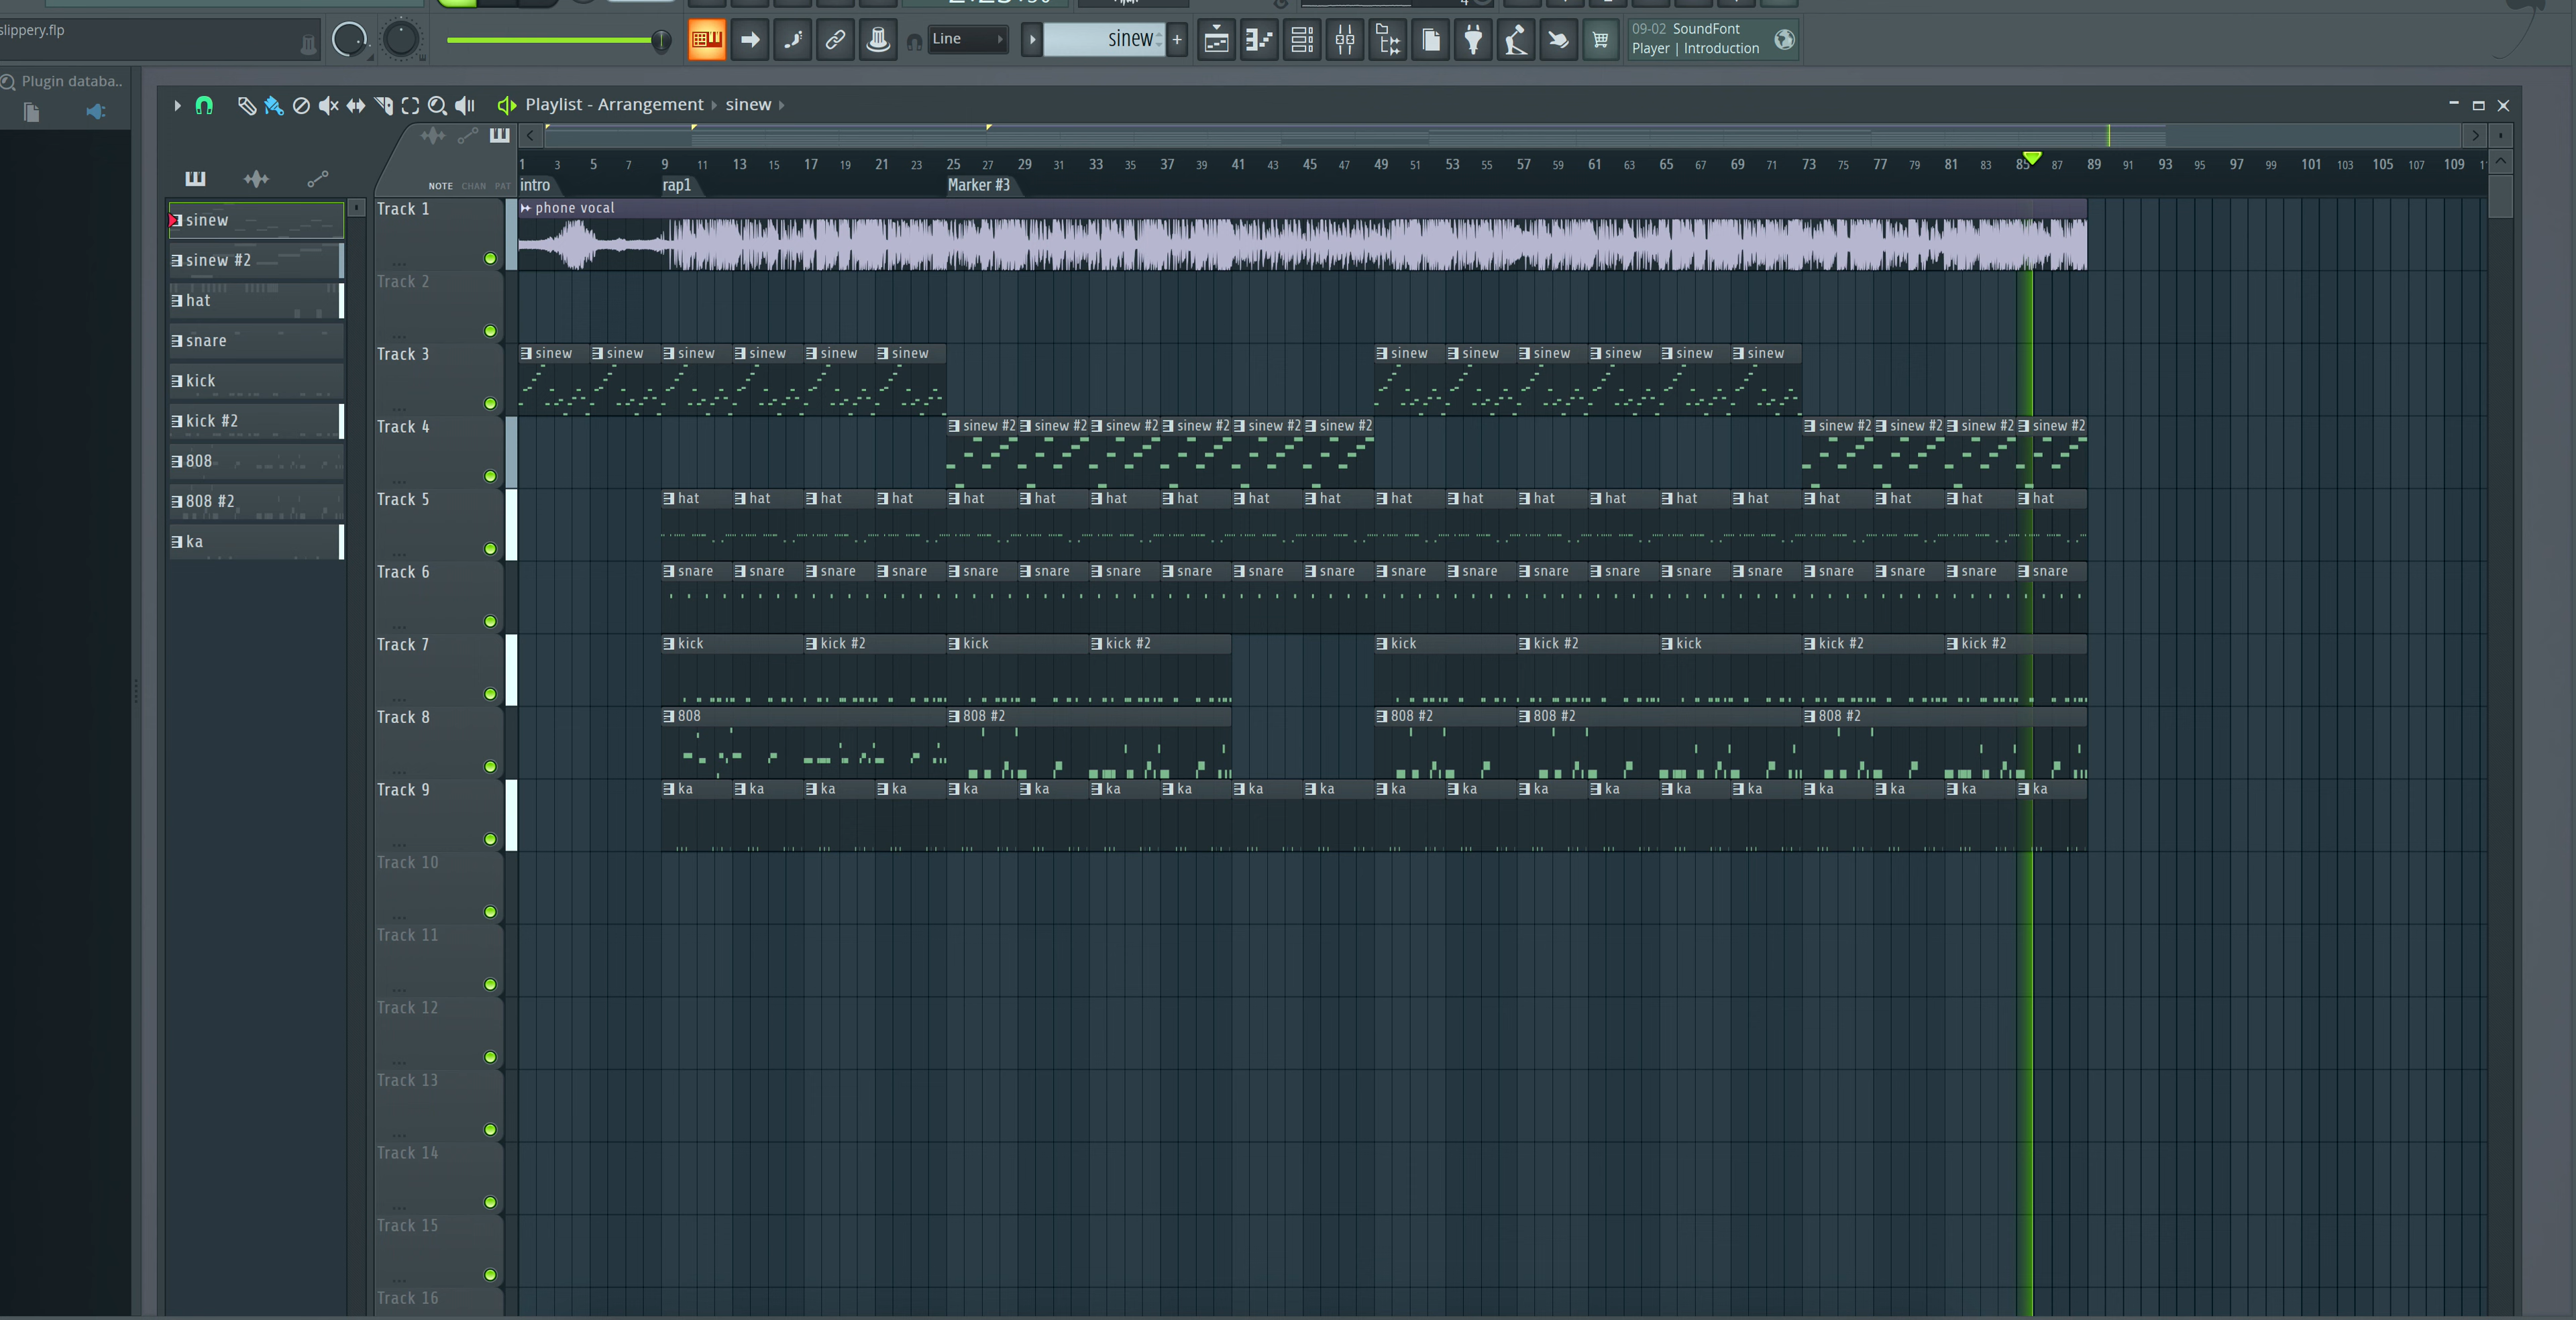 slippery.flp
Line
sinew
09-02 SoundFont
Player | Introduction
Plugin databa..
Playlist - Arrangement sinew
NOTE CHAN PAT
1 3 5 7 9 11 13 15 17 19 21 23 25 27 29 31 33 35 37 39 41 43 45 47 49 51 53 55 57 59 61 63 65 67 69 71 73 75 77 79 81 83 85 87 89 91 93 95 97 99 101 103 105 107 109
intro rap1 Marker #3
sinew
sinew #2
hat
snare
kick
kick #2
808
808 #2
ka
Track 1 phone vocal
Track 2
Track 3 sinew sinew sinew sinew sinew sinew sinew sinew sinew sinew sinew sinew
Track 4 sinew #2 sinew #2 sinew #2 sinew #2 sinew #2 sinew #2 sinew #2 sinew #2 sinew #2 sinew #2
Track 5 hat hat hat hat hat hat hat hat hat hat hat hat hat hat hat hat hat hat hat hat
Track 6 snare snare snare snare snare snare snare snare snare snare snare snare snare snare snare snare snare snare snare snare
Track 7 kick kick #2 kick kick #2 kick kick #2 kick kick #2 kick #2
Track 8 808 808 #2 808 #2 808 #2 808 #2
Track 9 ka ka ka ka ka ka ka ka ka ka ka ka ka ka ka ka ka ka ka ka
Track 10
Track 11
Track 12
Track 13
Track 14
Track 15
Track 16